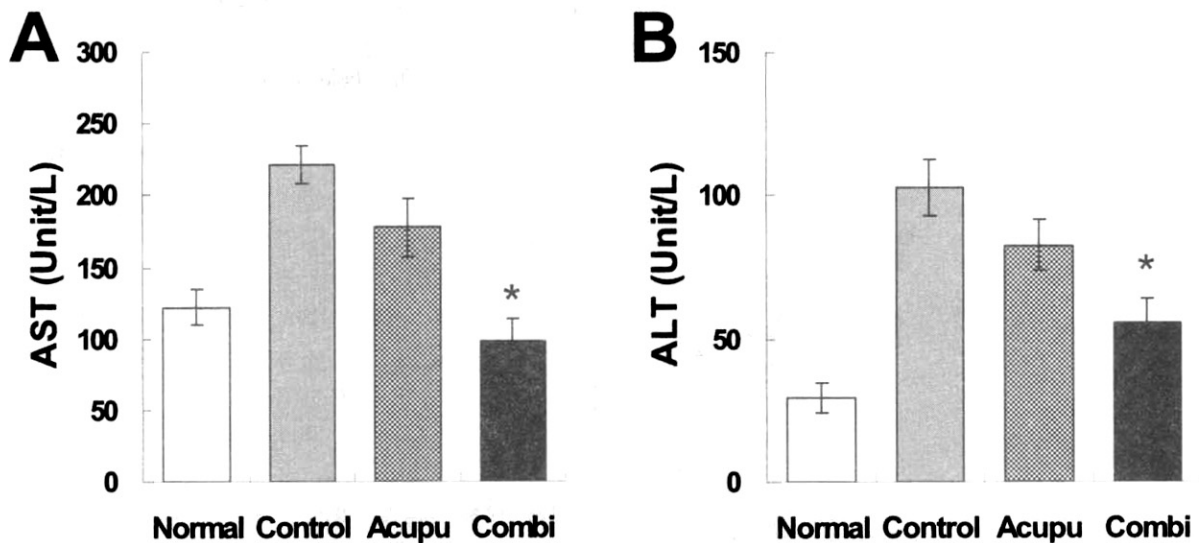 A
300
250
200
150
100
50
0
AST (Unit/L)
*
Normal Control Acupu Combi
B
150
100
50
0
ALT (Unit/L)
*
Normal Control Acupu Combi